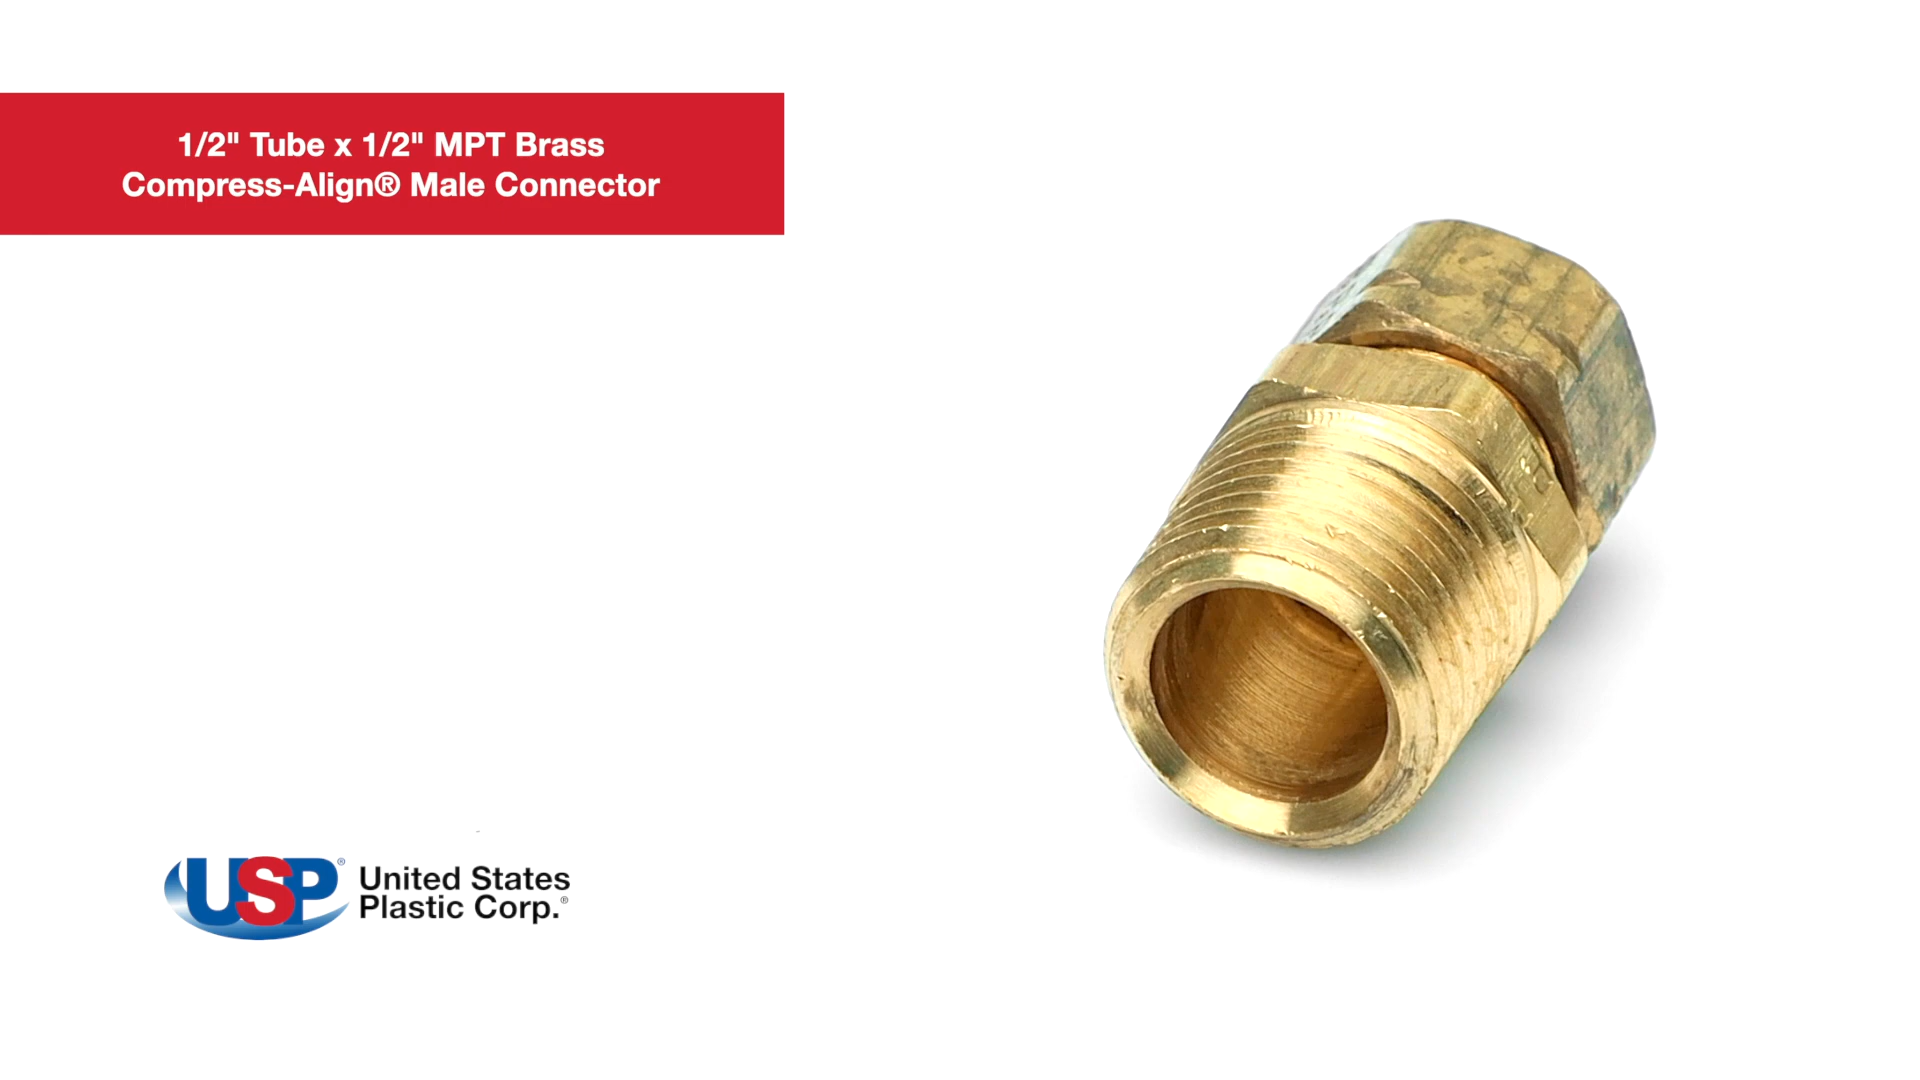 1/2" Tube x 1/2" MPT Brass
Compress-Align® Male Connector
USP®
United States
Plastic Corp.®